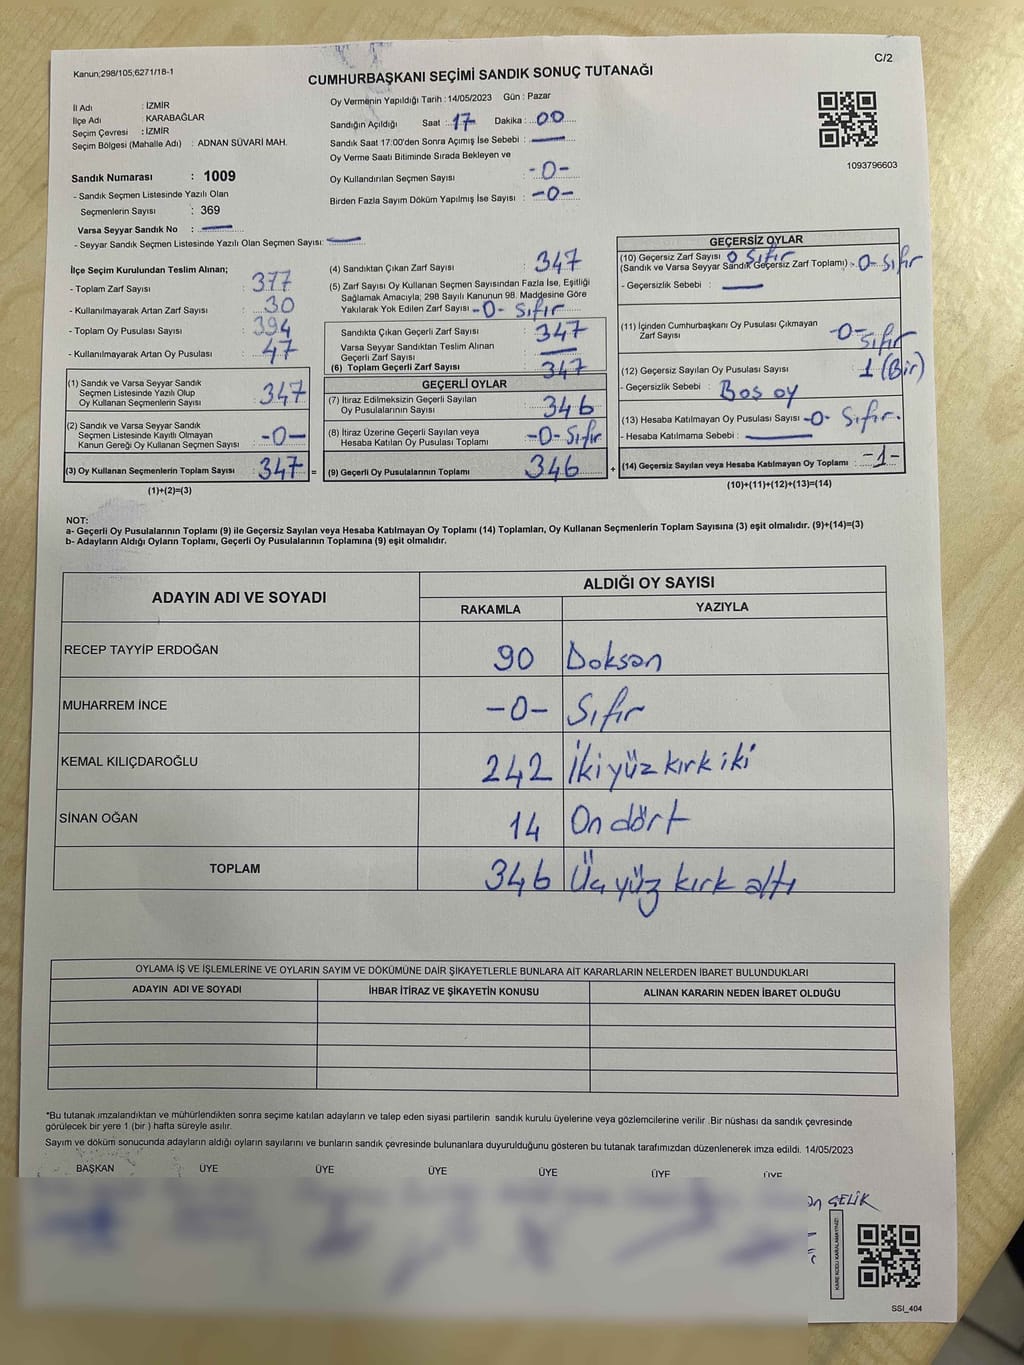 Kanun;298/105;6271/18-1
C/2
CUMHURBAŞKANI SEÇİMİ SANDIK SONUÇ TUTANAĞI
İl Adı : İZMİR
İlçe Adı : KARABAĞLAR
Seçim Çevresi : İZMİR
Seçim Bölgesi (Mahalle Adı) : ADNAN SÜVARİ MAH.
Oy Vermenin Yapıldığı Tarih : 14/05/2023 Gün : Pazar
Sandığın Açıldığı Saat : 17 Dakika : 00
Sandık Saat 17:00'den Sonra Açımış İse Sebebi :
Oy Verme Saati Bitiminde Sırada Bekleyen ve
Oy Kullandırılan Seçmen Sayısı : -0-
Birden Fazla Sayım Döküm Yapılmış İse Sayısı : -0-
1093796603
Sandık Numarası : 1009
- Sandık Seçmen Listesinde Yazılı Olan
Seçmenlerin Sayısı : 369
Varsa Seyyar Sandık No :
- Seyyar Sandık Seçmen Listesinde Yazılı Olan Seçmen Sayısı:
İlçe Seçim Kurulundan Teslim Alınan;
- Toplam Zarf Sayısı : 377
- Kullanılmayarak Artan Zarf Sayısı : 30
- Toplam Oy Pusulası Sayısı : 394
- Kullanılmayarak Artan Oy Pusulası : 47
(1) Sandık ve Varsa Seyyar Sandık
Seçmen Listesinde Yazılı Olup
Oy Kullanan Seçmenlerin Sayısı : 347
(2) Sandık ve Varsa Seyyar Sandık
Seçmen Listesinde Kayıtlı Olmayan
Kanun Gereği Oy Kullanan Seçmen Sayısı -0-
(3) Oy Kullanan Seçmenlerin Toplam Sayısı 347 =
(1)+(2)=(3)
(4) Sandıktan Çıkan Zarf Sayısı : 347
(5) Zarf Sayısı Oy Kullanan Seçmen Sayısından Fazla İse, Eşitliği
Sağlamak Amacıyla; 298 Sayılı Kanunun 98. Maddesine Göre
Yakılarak Yok Edilen Zarf Sayısı -0- Sıfır
Sandıkta Çıkan Geçerli Zarf Sayısı : 347
Varsa Seyyar Sandıktan Teslim Alınan
Geçerli Zarf Sayısı :
(6) Toplam Geçerli Zarf Sayısı : 347
GEÇERLİ OYLAR
(7) İtiraz Edilmeksizin Geçerli Sayılan
Oy Pusulalarının Sayısı : 346
(8) İtiraz Üzerine Geçerli Sayılan veya
Hesaba Katılan Oy Pusulası Toplamı : -0- Sıfır
(9) Geçerli Oy Pusulalarının Toplamı : 346 +
GEÇERSİZ OYLAR
(10) Geçersiz Zarf Sayısı 0 Sıfır
(Sandık ve Varsa Seyyar Sandık Geçersiz Zarf Toplamı) -0- Sıfır
- Geçersizlik Sebebi :
(11) İçinden Cumhurbaşkanı Oy Pusulası Çıkmayan
Zarf Sayısı -0- Sıfır
(12) Geçersiz Sayılan Oy Pusulası Sayısı : 1 (Bir)
- Geçersizlik Sebebi : Boş oy
(13) Hesaba Katılmayan Oy Pusulası Sayısı -0- Sıfır.
- Hesaba Katılmama Sebebi :
(14) Geçersiz Sayılan veya Hesaba Katılmayan Oy Toplamı : -1-
(10)+(11)+(12)+(13)=(14)
NOT:
a- Geçerli Oy Pusulalarının Toplamı (9) ile Geçersiz Sayılan veya Hesaba Katılmayan Oy Toplamı (14) Toplamları, Oy Kullanan Seçmenlerin Toplam Sayısına (3) eşit olmalıdır. (9)+(14)=(3)
b- Adayların Aldığı Oyların Toplamı, Geçerli Oy Pusulalarının Toplamına (9) eşit olmalıdır.
ADAYIN ADI VE SOYADI ALDIĞI OY SAYISI
RAKAMLA YAZIYLA
RECEP TAYYİP ERDOĞAN 90 Doksan
MUHARREM İNCE -0- Sıfır
KEMAL KILIÇDAROĞLU 242 İkiyüz kırk iki
SİNAN OĞAN 14 On dört
TOPLAM 346 Üç yüz kırk altı
OYLAMA İŞ VE İŞLEMLERİNE VE OYLARIN SAYIM VE DÖKÜMÜNE DAİR ŞİKAYETLERLE BUNLARA AİT KARARLARIN NELERDEN İBARET BULUNDUKLARI
ADAYIN ADI VE SOYADI İHBAR İTİRAZ VE ŞİKAYETİN KONUSU ALINAN KARARIN NEDEN İBARET OLDUĞU
*Bu tutanak imzalandıktan ve mühürlendikten sonra seçime katılan adayların ve talep eden siyasi partilerin sandık kurulu üyelerine veya gözlemcilerine verilir .Bir nüshası da sandık çevresinde
görülecek bir yere 1 (bir ) hafta süreyle asılır.
Sayım ve döküm sonucunda adayların aldığı oyların sayılarını ve bunların sandık çevresinde bulunanlara duyurulduğunu gösteren bu tutanak tarafımızdan düzenlenerek imza edildi. 14/05/2023
BAŞKAN ÜYE ÜYE ÜYE ÜYE ÜYE ÜYE
ÇELİK
KARE KODU KARALAMAYINIZ!
SSI_404